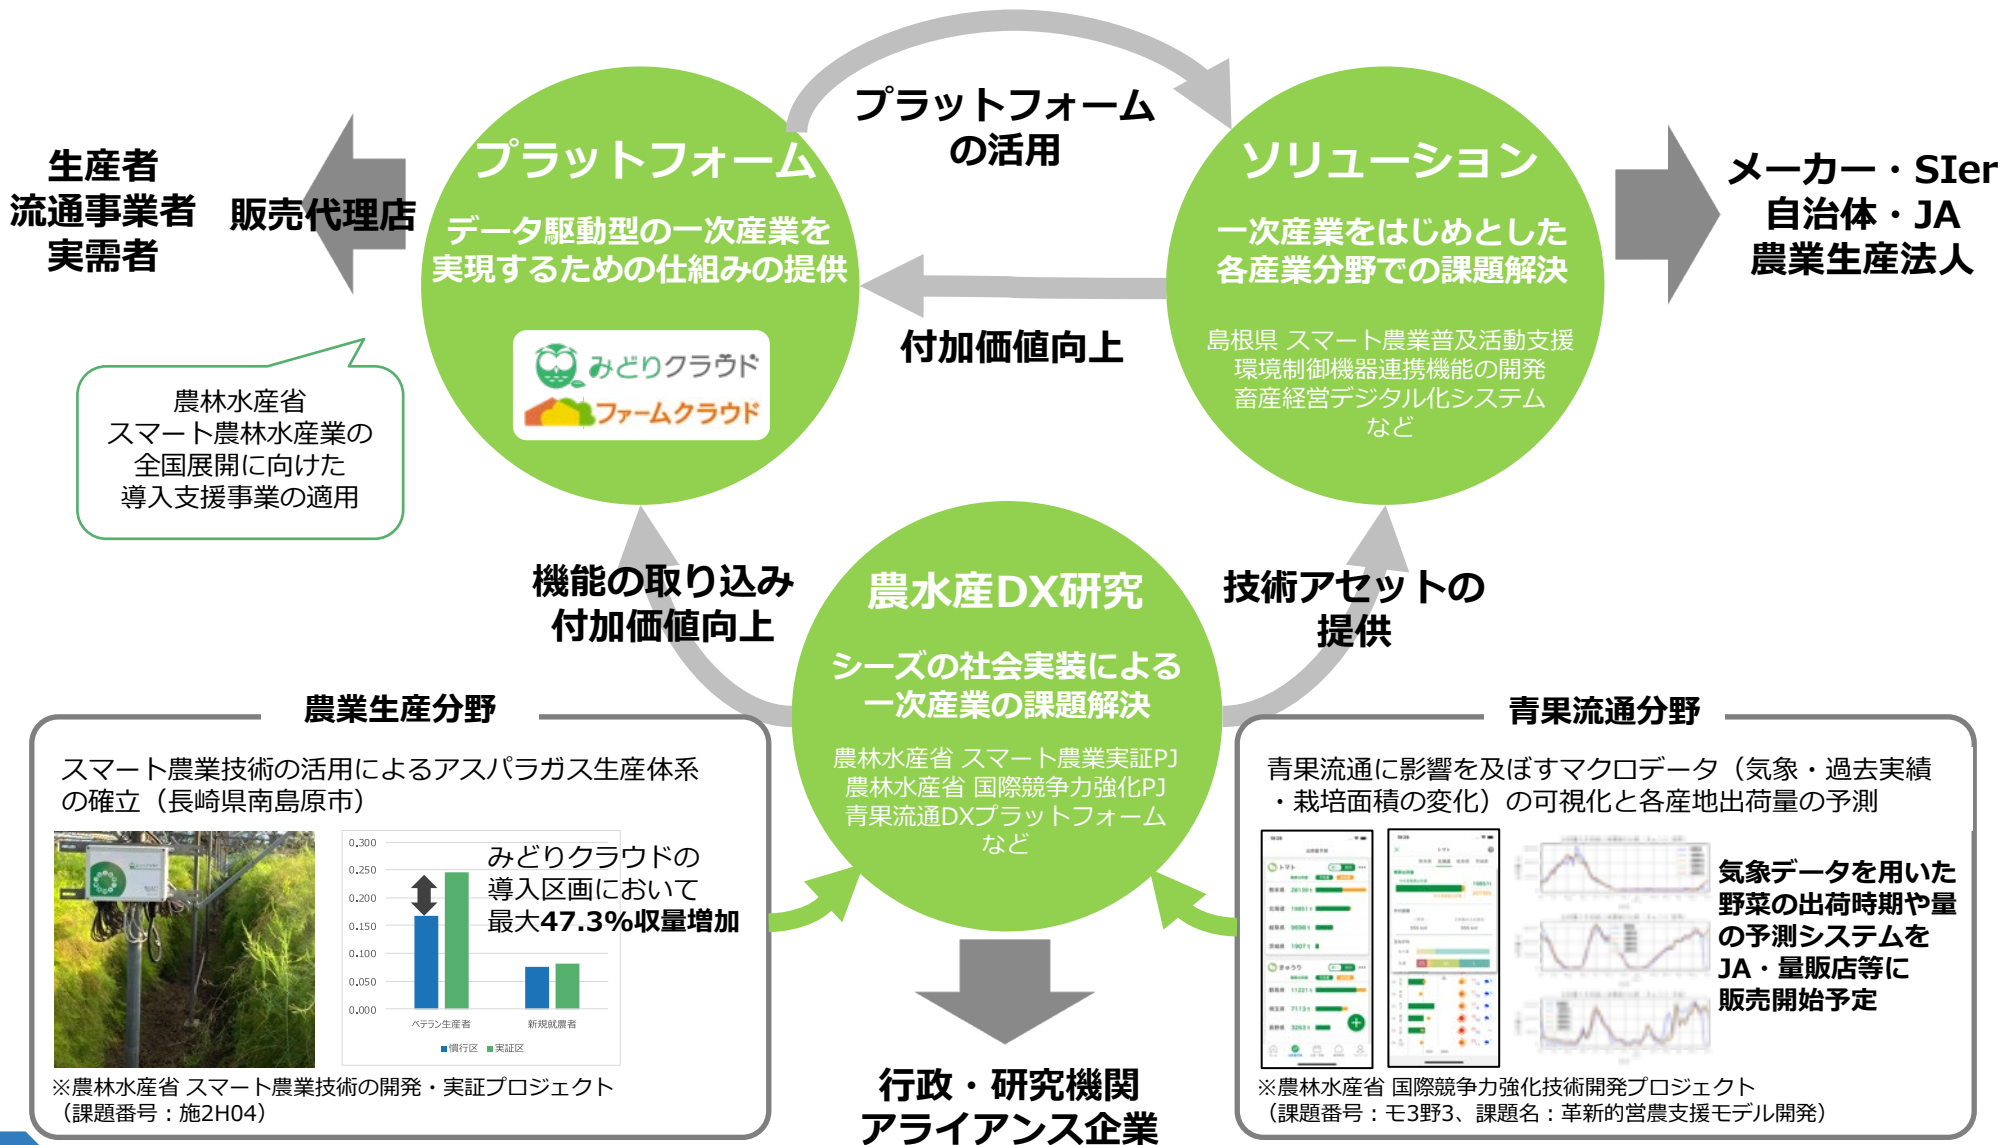 プラットフォーム
の活用
生産者
流通事業者
実需者
販売代理店
プラットフォーム
データ駆動型の一次産業を
実現するための仕組みの提供
みどりクラウド
ファームクラウド
付加価値向上
ソリューション
一次産業をはじめとした
各産業分野での課題解決
島根県 スマート農業普及活動支援
環境制御機器連携機能の開発
畜産経営デジタル化システム
など
メーカー・SIer
自治体・JA
農業生産法人
農林水産省
スマート農林水産業の
全国展開に向けた
導入支援事業の適用
機能の取り込み
付加価値向上
技術アセットの
提供
農水産DX研究
シーズの社会実装による
一次産業の課題解決
農林水産省 スマート農業実証PJ
農林水産省 国際競争力強化PJ
青果流通DXプラットフォーム
など
行政・研究機関
アライアンス企業
農業生産分野
スマート農業技術の活用によるアスパラガス生産体系
の確立（長崎県南島原市）
0.300
0.250
0.200
0.150
0.100
0.050
0.000
ベテラン生産者
新規就農者
■慣行区 ■実証区
みどりクラウドの
導入区画において
最大47.3%収量増加
※農林水産省 スマート農業技術の開発・実証プロジェクト
（課題番号：施2H04）
青果流通分野
青果流通に影響を及ぼすマクロデータ（気象・過去実績
・栽培面積の変化）の可視化と各産地出荷量の予測
トマト
きゅうり
トマト
気象データを用いた
野菜の出荷時期や量
の予測システムを
JA・量販店等に
販売開始予定
※農林水産省 国際競争力強化技術開発プロジェクト
（課題番号：モ3野3、課題名：革新的営農支援モデル開発）